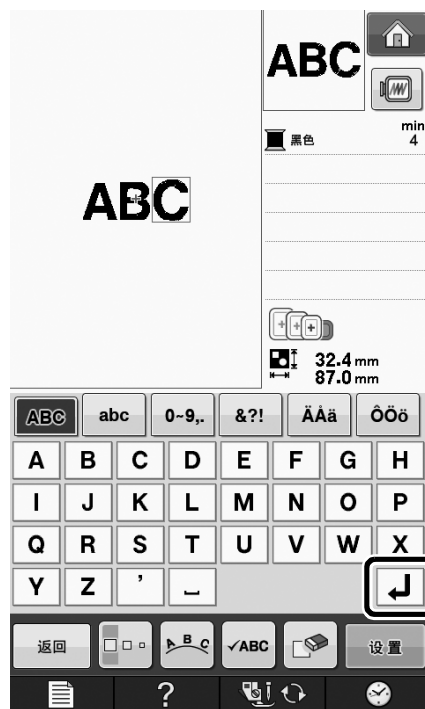 ABC
黑色
min
4
ABC
32.4 mm
87.0 mm
ABC abc 0~9,. &?! ÄÅä ÔÖö
A B C D E F G H
I J K L M N O P
Q R S T U V W X
Y Z ' ⎵ ↵
返回 A B C ✓ABC 设置
?